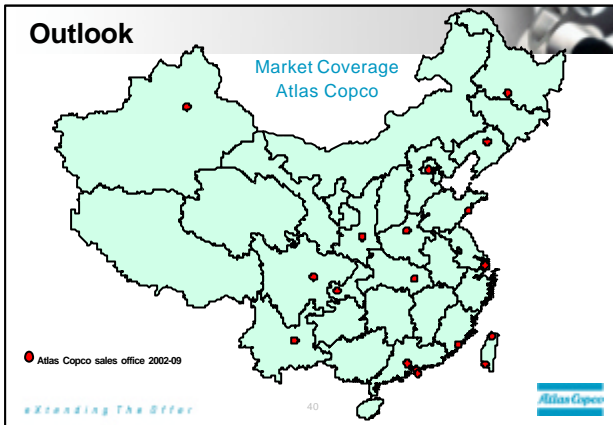 Outlook
Market Coverage
Atlas Copco
Atlas Copco sales office 2002-09
eXtending The Offer
40
Atlas Copco